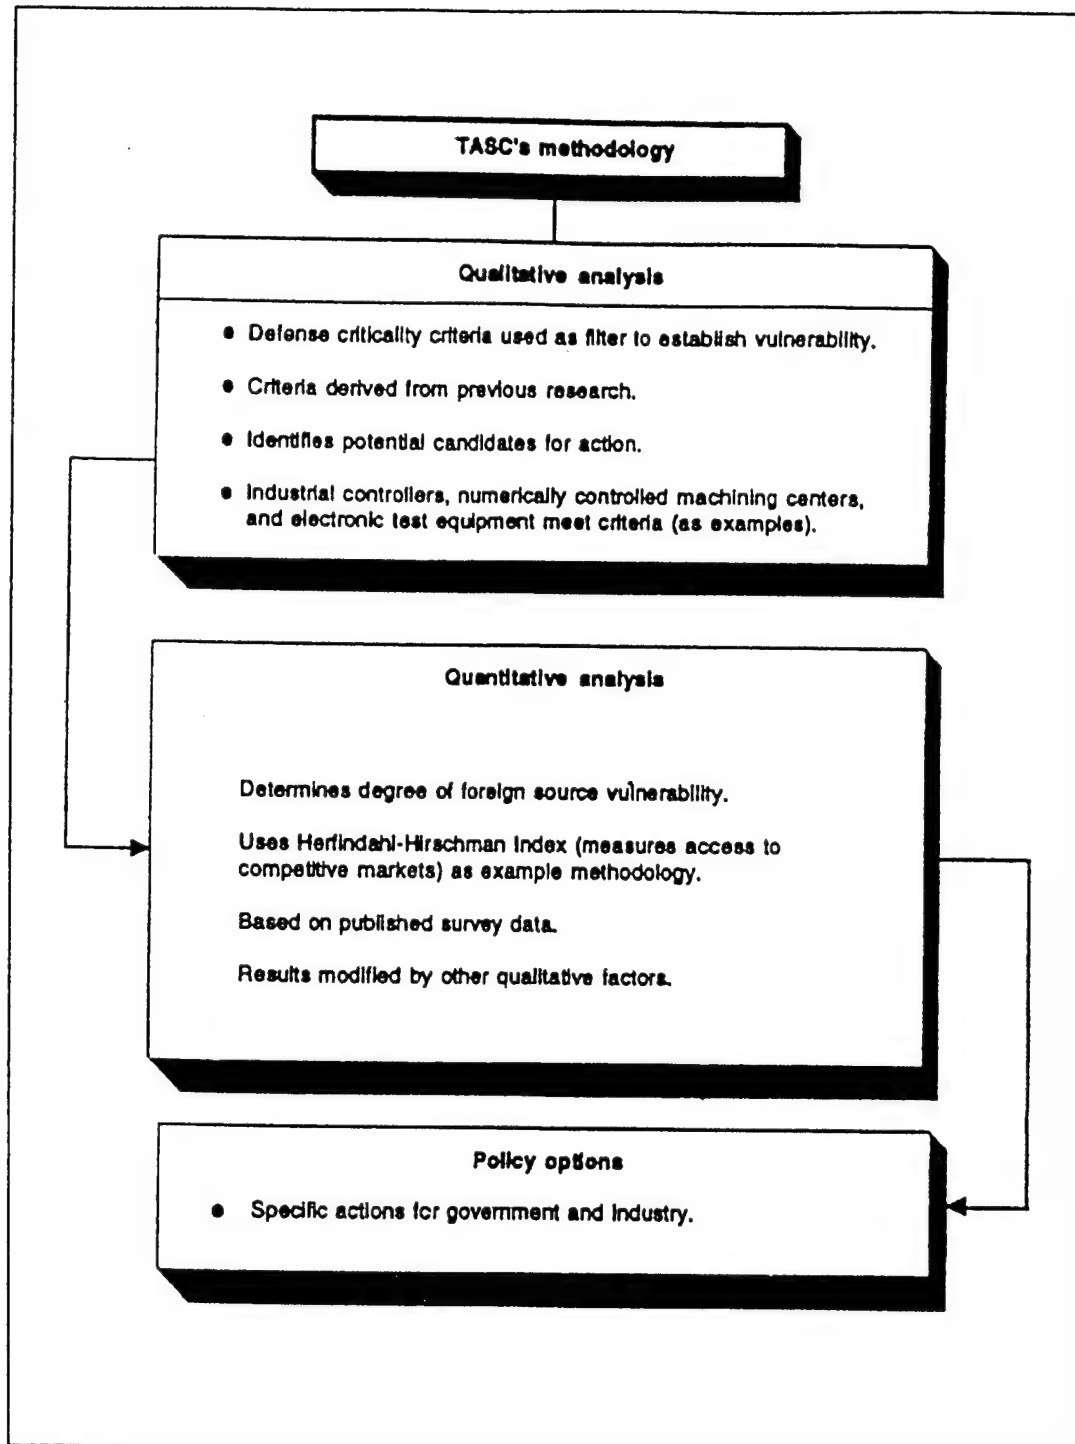 TASC's methodology
Qualitative analysis
● Defense criticality criteria used as filter to establish vulnerability.
● Criteria derived from previous research.
● Identifies potential candidates for action.
● Industrial controllers, numerically controlled machining centers,
and electronic test equipment meet criteria (as examples).
Quantitative analysis
Determines degree of foreign source vulnerability.
Uses Herfindahl-Hirschman Index (measures access to
competitive markets) as example methodology.
Based on published survey data.
Results modified by other qualitative factors.
Policy options
● Specific actions for government and industry.